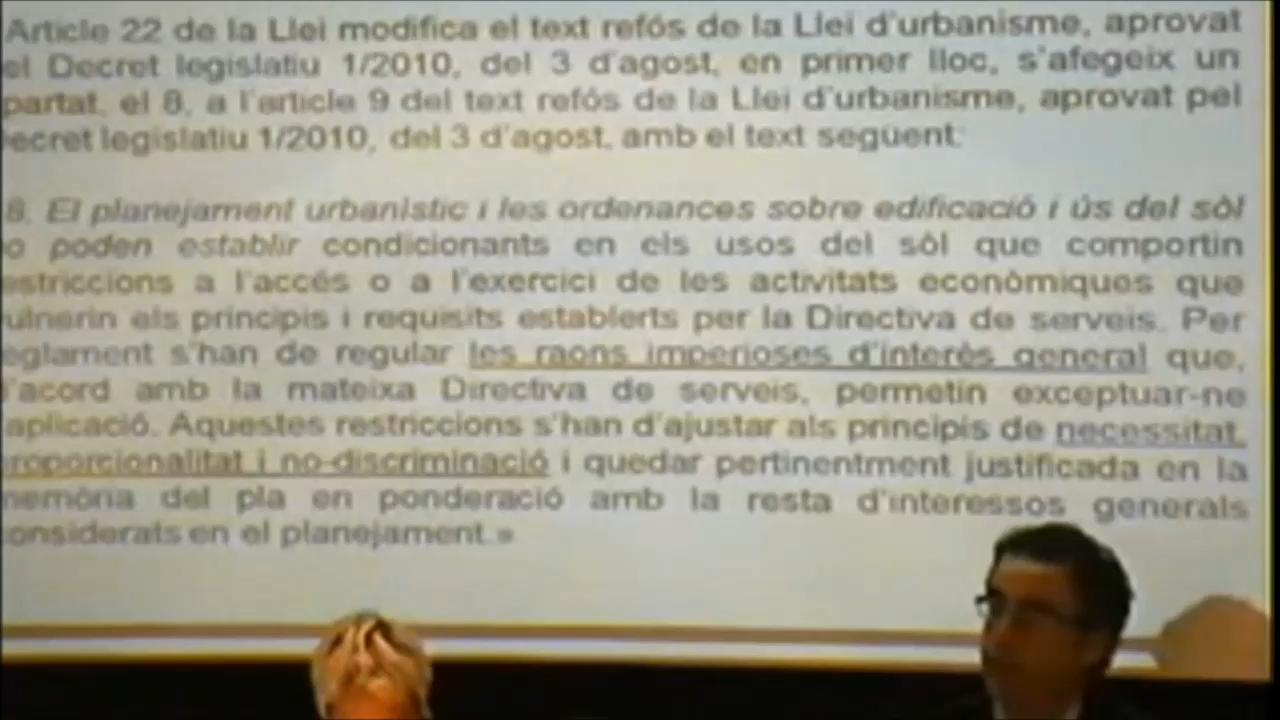 Article 22 de la Llei modifica el text refós de la Llei d'urbanisme, aprovat
el Decret legislatiu 1/2010, del 3 d'agost, en primer lloc, s'afegeix un
partat, el 8, a l'article 9 del text refós de la Llei d'urbanisme, aprovat pel
ecret legislatiu 1/2010, del 3 d'agost, amb el text següent:
8. El planejament urbanístic i les ordenances sobre edificació i ús del sòl
o poden establir condicionants en els usos del sòl que comportin
estriccions a l'accés o a l'exercici de les activitats econòmiques que
ulnerin els principis i requisits establerts per la Directiva de serveis. Per
eglament s'han de regular les raons imperioses d'interès general que,
d'acord amb la mateixa Directiva de serveis, permetin exceptuar-ne
aplicació. Aquestes restriccions s'han d'ajustar als principis de necessitat,
proporcionalitat i no-discriminació i quedar pertinentment justificada en la
memòria del pla en ponderació amb la resta d'interessos generals
onsiderats en el planejament.»